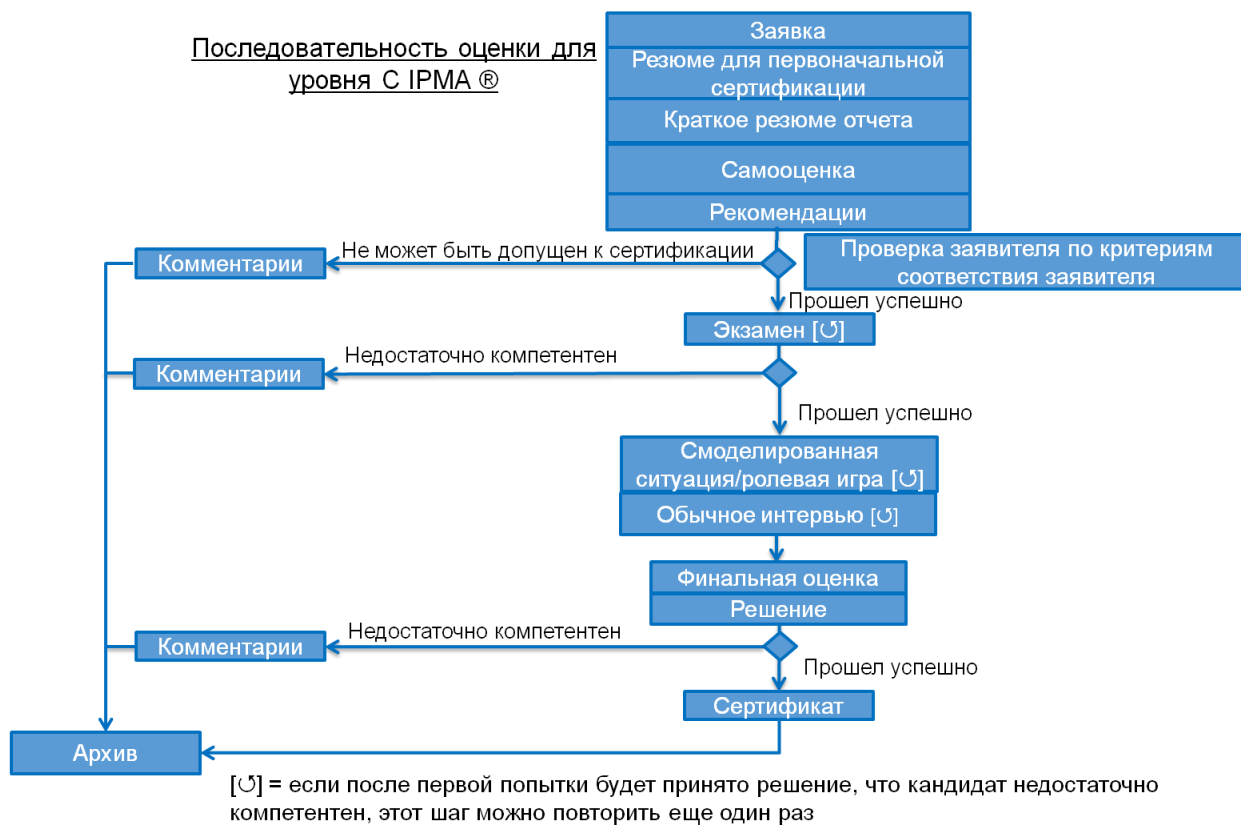 Последовательность оценки для
уровня С IPMA ®
Заявка
Резюме для первоначальной
сертификации
Краткое резюме отчета
Самооценка
Рекомендации
Не может быть допущен к сертификации
Комментарии
Проверка заявителя по критериям
соответствия заявителя
Прошел успешно
Экзамен [↺]
Недостаточно компетентен
Комментарии
Прошел успешно
Смоделированная
ситуация/ролевая игра [↺]
Обычное интервью [↺]
Финальная оценка
Решение
Недостаточно компетентен
Комментарии
Прошел успешно
Сертификат
Архив
[↺] = если после первой попытки будет принято решение, что кандидат недостаточно
компетентен, этот шаг можно повторить еще один раз